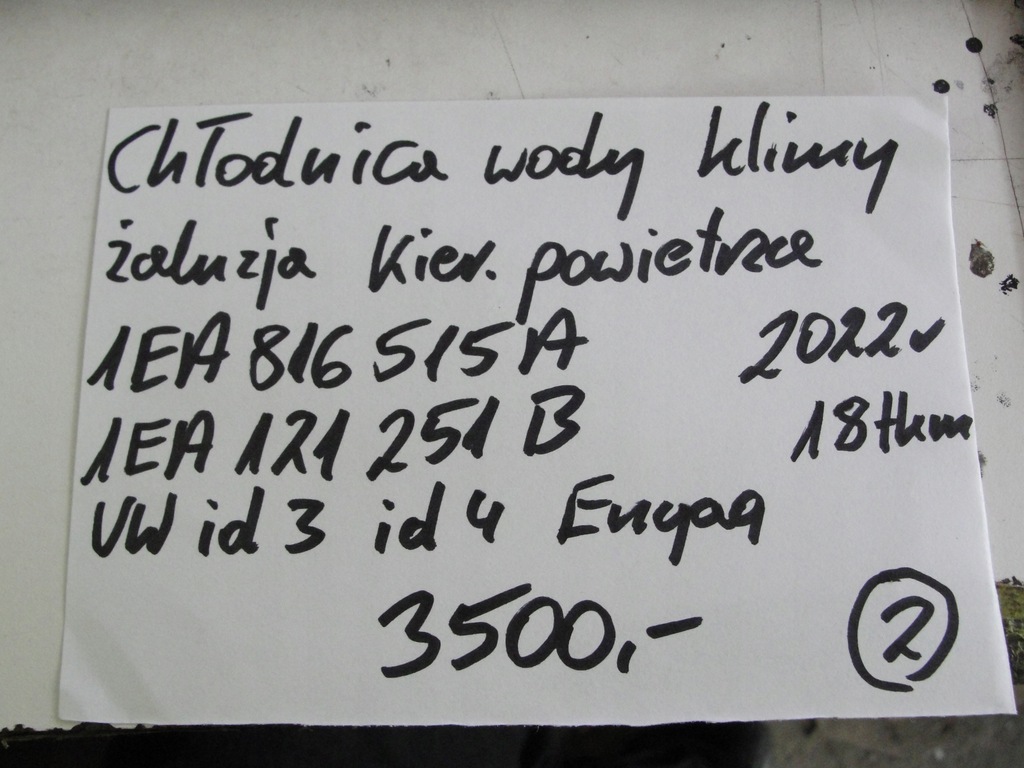 Chłodnica wody klimy
żaluzja Kier. powietrza
1EA 816 515 A 2022r
1EA 121 251 B 18tkm
VW id 3 id 4 Enyaq
3500,-
2